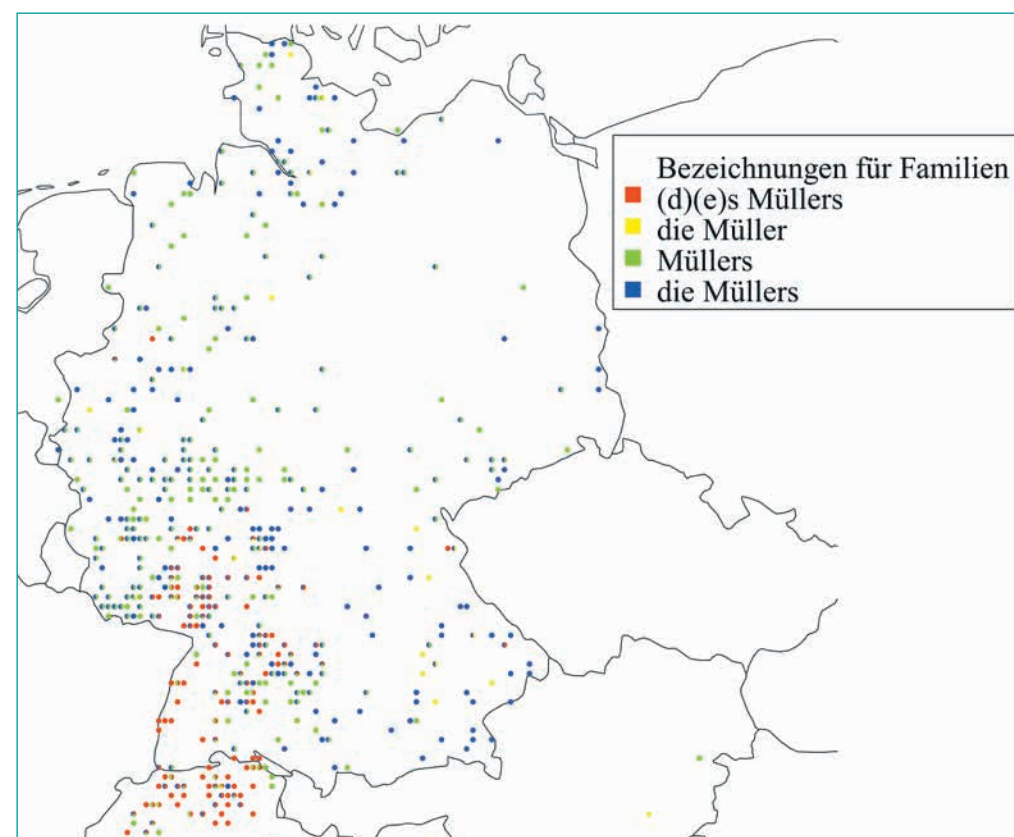 Bezeichnungen für Familien
(d)(e)s Müllers
die Müller
Müllers
die Müllers